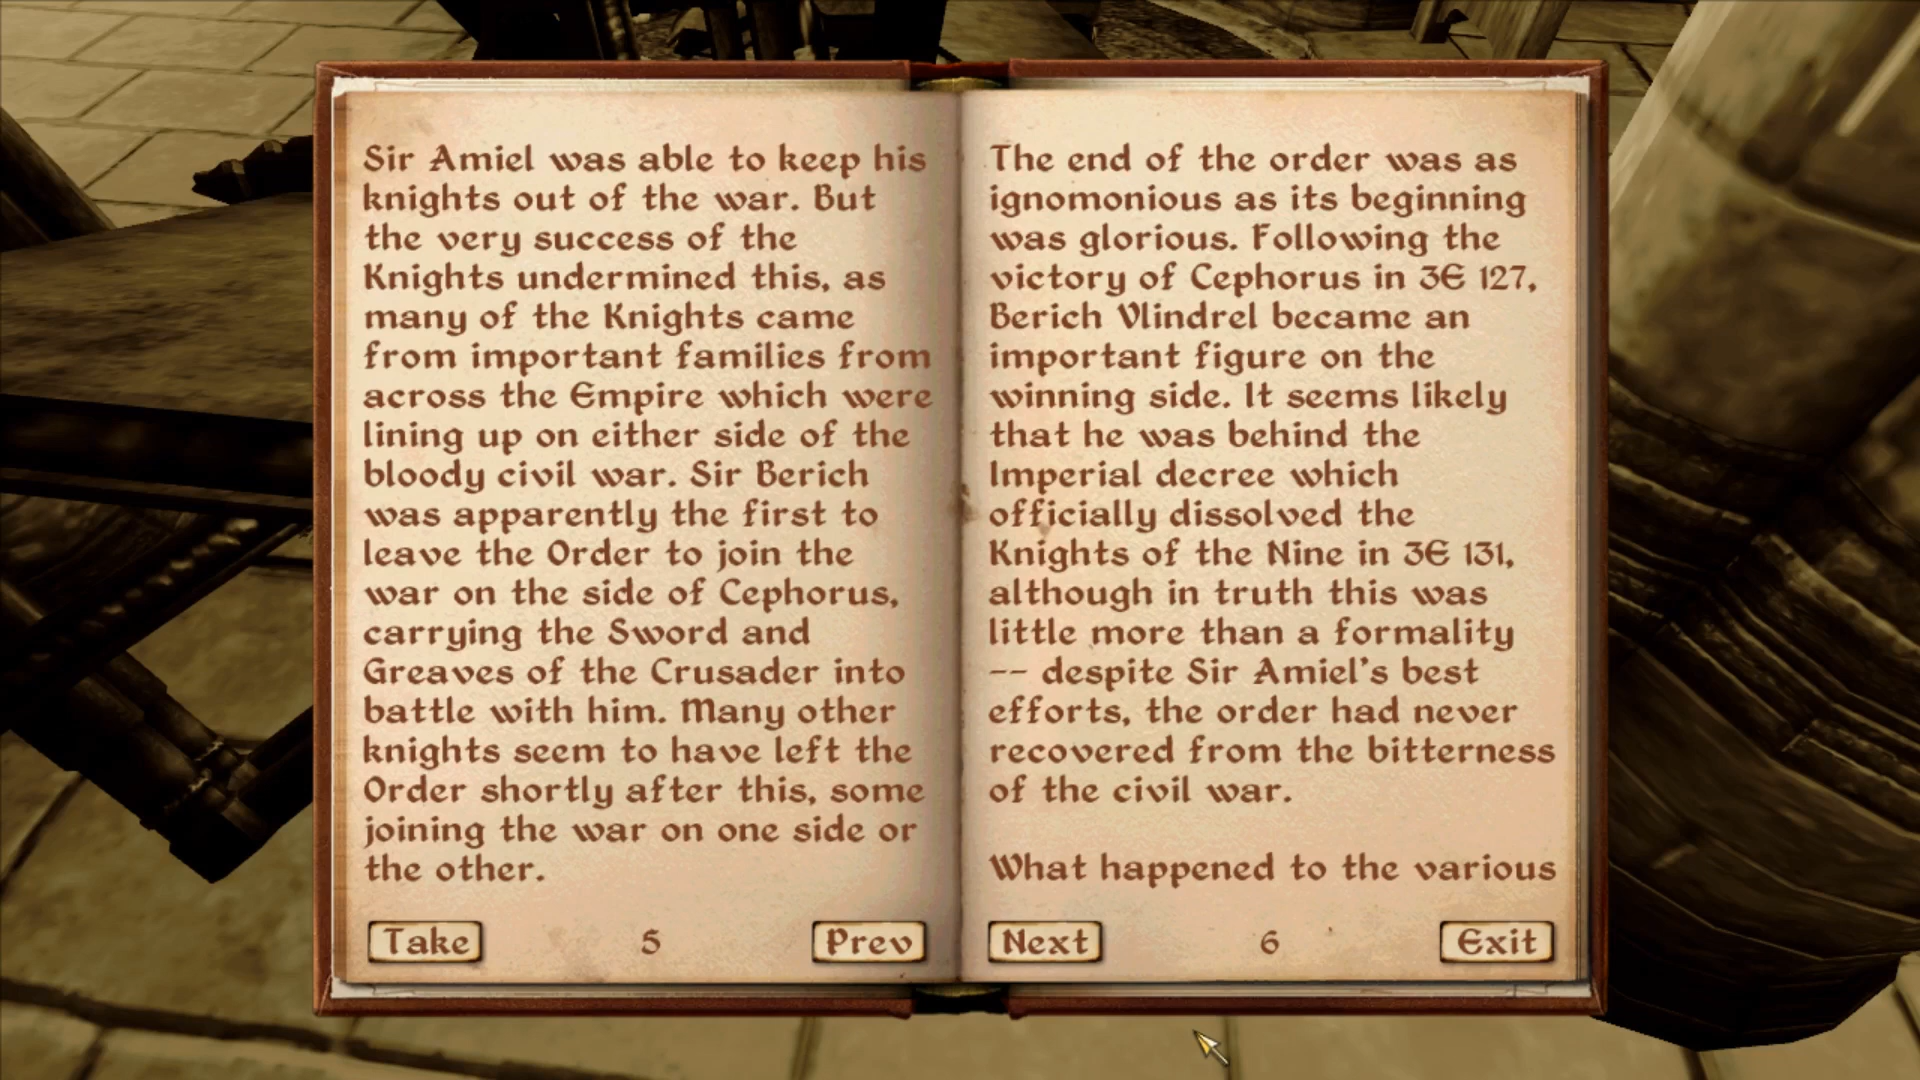 Sir Amiel was able to keep his
knights out of the war. But
the very success of the
Knights undermined this, as
many of the Knights came
from important families from
across the Empire which were
lining up on either side of the
bloody civil war. Sir Berich
was apparently the first to
leave the Order to join the
war on the side of Cephorus,
carrying the Sword and
Greaves of the Crusader into
battle with him. Many other
knights seem to have left the
Order shortly after this, some
joining the war on one side or
the other.
Take 5 Prev
The end of the order was as
ignomonious as its beginning
was glorious. Following the
victory of Cephorus in 3E 127,
Berich Vlindrel became an
important figure on the
winning side. It seems likely
that he was behind the
Imperial decree which
officially dissolved the
Knights of the Nine in 3E 131,
although in truth this was
little more than a formality
-- despite Sir Amiel's best
efforts, the order had never
recovered from the bitterness
of the civil war.
What happened to the various
Next 6 Exit